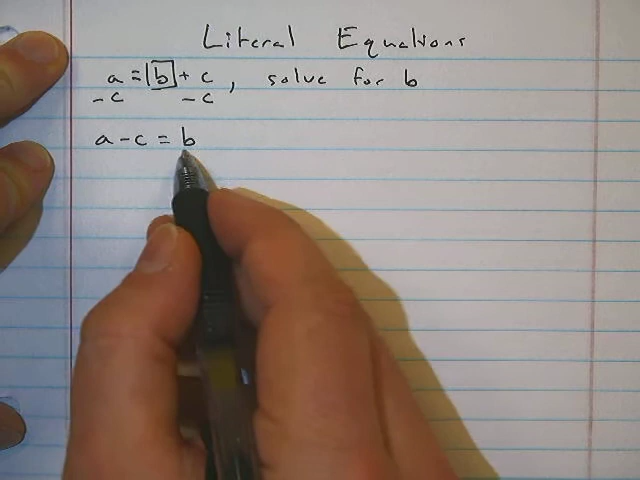 Literal Equations
a = b + c , solve for b
-c -c
a - c = b